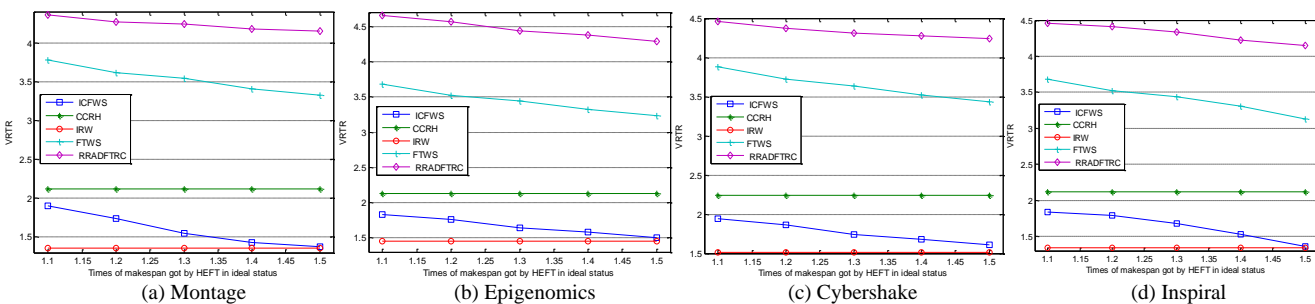 4
3.5
3
2.5
2
1.5
VRTR
ICFWS
CCRH
IRW
FTWS
RRADFTRC
1.1 1.15 1.2 1.25 1.3 1.35 1.4 1.45 1.5
Times of makespan got by HEFT in ideal status
(a) Montage
4.5
4
3.5
3
2.5
2
1.5
VRTR
ICFWS
CCRH
IRW
FTWS
RRADFTRC
1.1 1.15 1.2 1.25 1.3 1.35 1.4 1.45 1.5
Times of makespan got by HEFT in ideal status
(b) Epigenomics
4.5
4
3.5
3
2.5
2
1.5
VRTR
ICFWS
CCRH
IRW
FTWS
RRADFTRC
1.1 1.15 1.2 1.25 1.3 1.35 1.4 1.45 1.5
Times of makespan got by HEFT in ideal status
(c) Cybershake
4.5
4
3.5
3
2.5
2
1.5
VRTR
ICFWS
CCRH
IRW
FTWS
RRADFTRC
1.1 1.15 1.2 1.25 1.3 1.35 1.4 1.45 1.5
Times of makespan got by HEFT in ideal status
(d) Inspiral